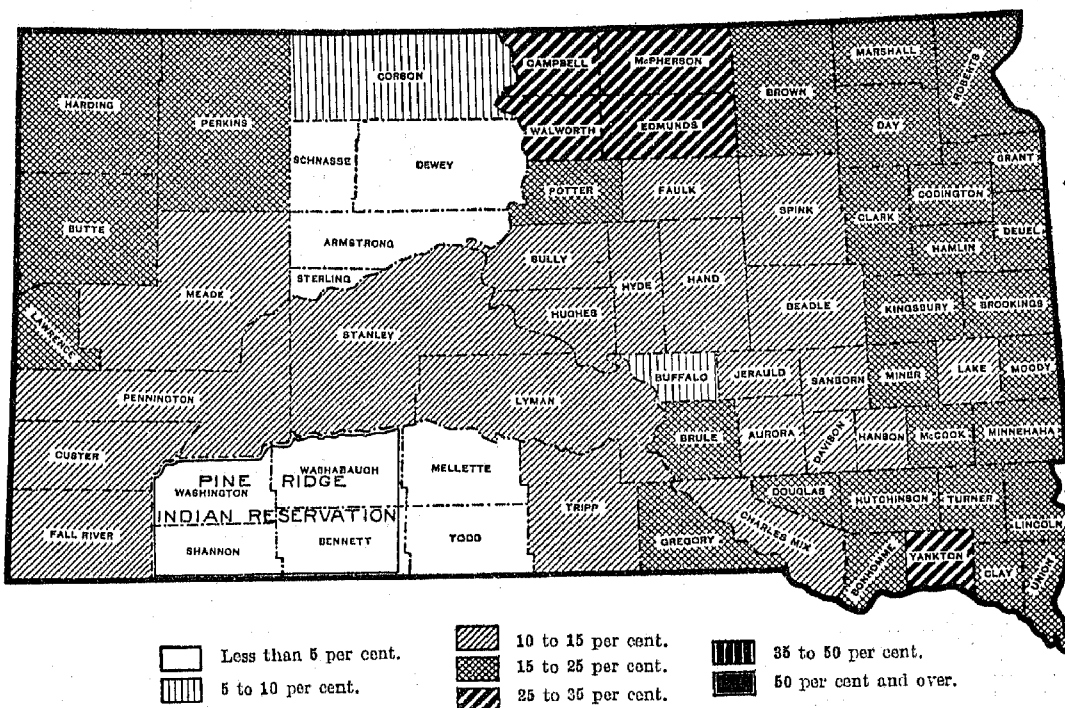 MARSHALL
ROBERTS
CORSON
CAMPBELL
McPHERSON
BROWN
HARDING
PERKINS
DAY
WALWORTH
EDMUNDS
SCHNASSE
DEWEY
GRANT
POTTER
FAULK
CODINGTON
SPINK
CLARK
BUTTE
DEUEL
ARMSTRONG
HAMLIN
SULLY
STERLING
HYDE
HAND
MEADE
BEADLE
KINGSBURY
BROOKINGS
HUGHES
LAWRENCE
STANLEY
BUFFALO
JERAULD
SANBORN
MINER
LAKE
MOODY
PENNINGTON
LYMAN
BRULE
AURORA
DAVISON
HANSON
McCOOK
MINNEHAHA
CUSTER
WASHABAUGH
MELLETTE
PINE RIDGE
WASHINGTON
DOUGLAS
HUTCHINSON
TURNER
TRIPP
CHARLES MIX
INDIAN RESERVATION
LINCOLN
FALL RIVER
SHANNON
BENNETT
TODD
GREGORY
BONHOMME
YANKTON
CLAY
UNION
Less than 5 per cent.
5 to 10 per cent.
10 to 15 per cent.
15 to 25 per cent.
25 to 35 per cent.
35 to 50 per cent.
50 per cent and over.